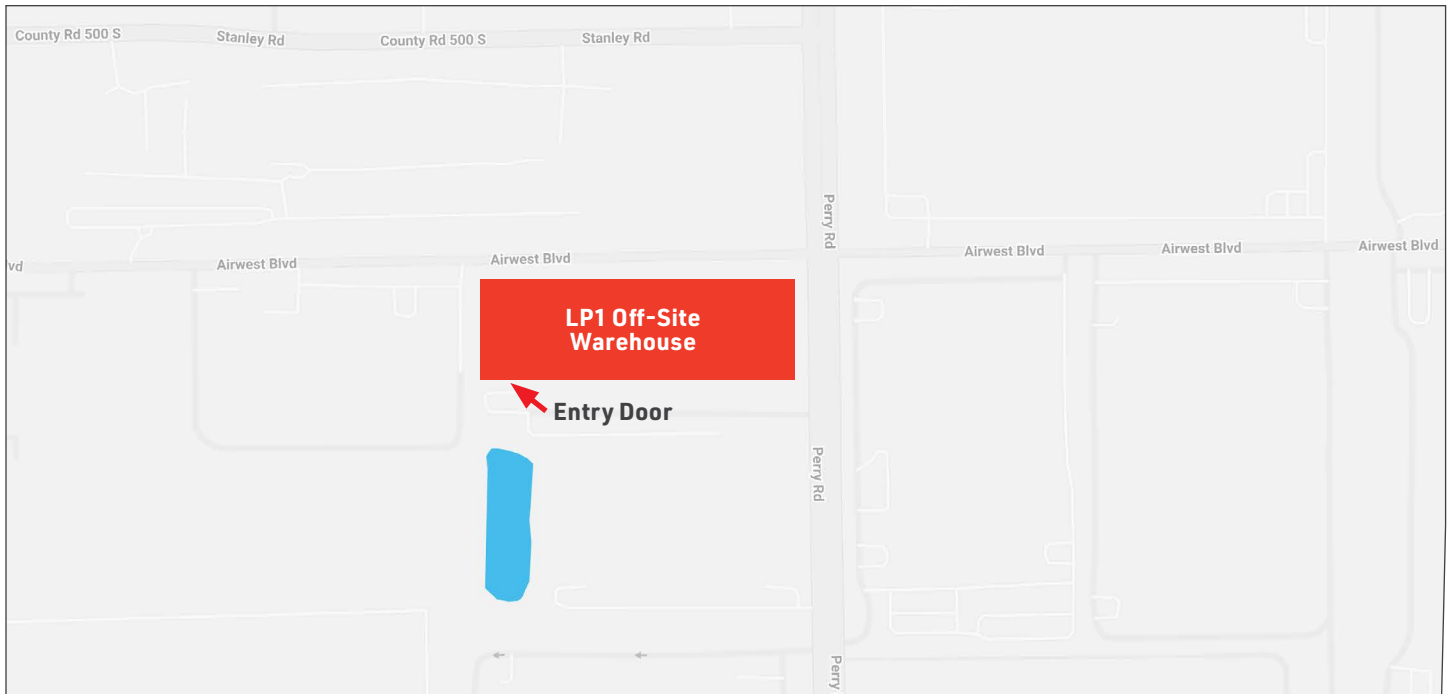 County Rd 500 S
Stanley Rd
County Rd 500 S
Stanley Rd
Perry Rd
vd
Airwest Blvd
Airwest Blvd
Airwest Blvd
Airwest Blvd
Airwest Blvd
LP1 Off-Site
Warehouse
Entry Door
Perry Rd
Perry